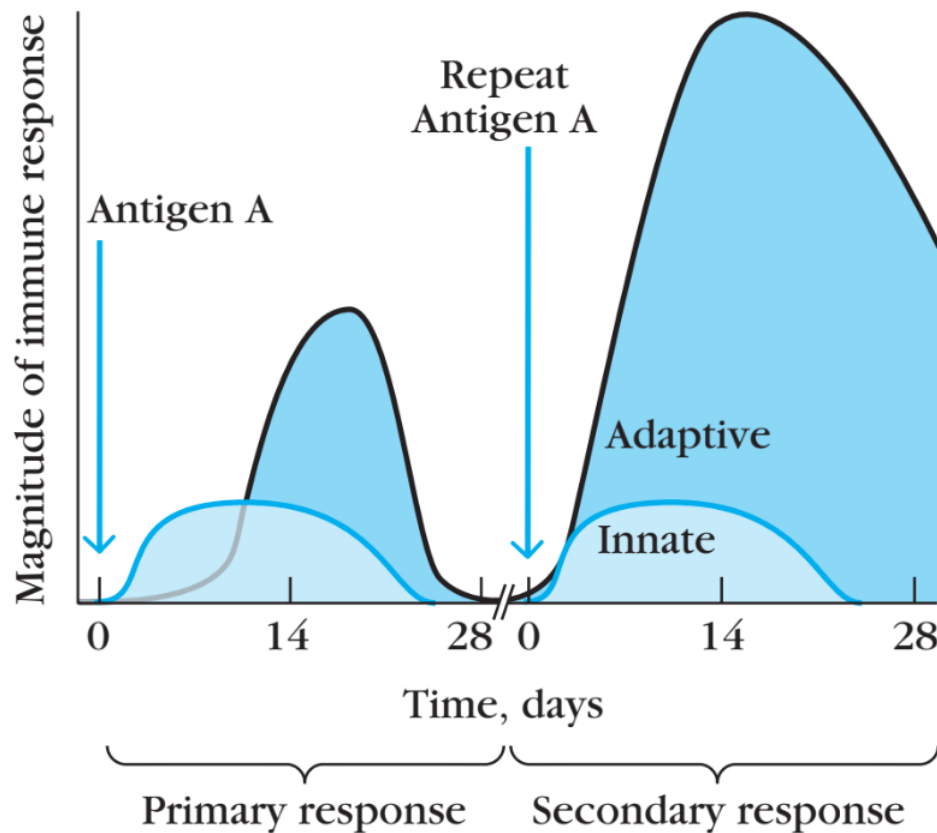 Magnitude of immune response
Antigen A
Repeat
Antigen A
Adaptive
Innate
0 14 28 0 14 28
Time, days
Primary response Secondary response